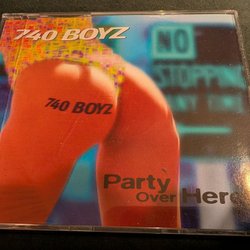 740 BOYZ
NO
STOPPING
ANY TIME
740 BOYZ
Party
Over Here